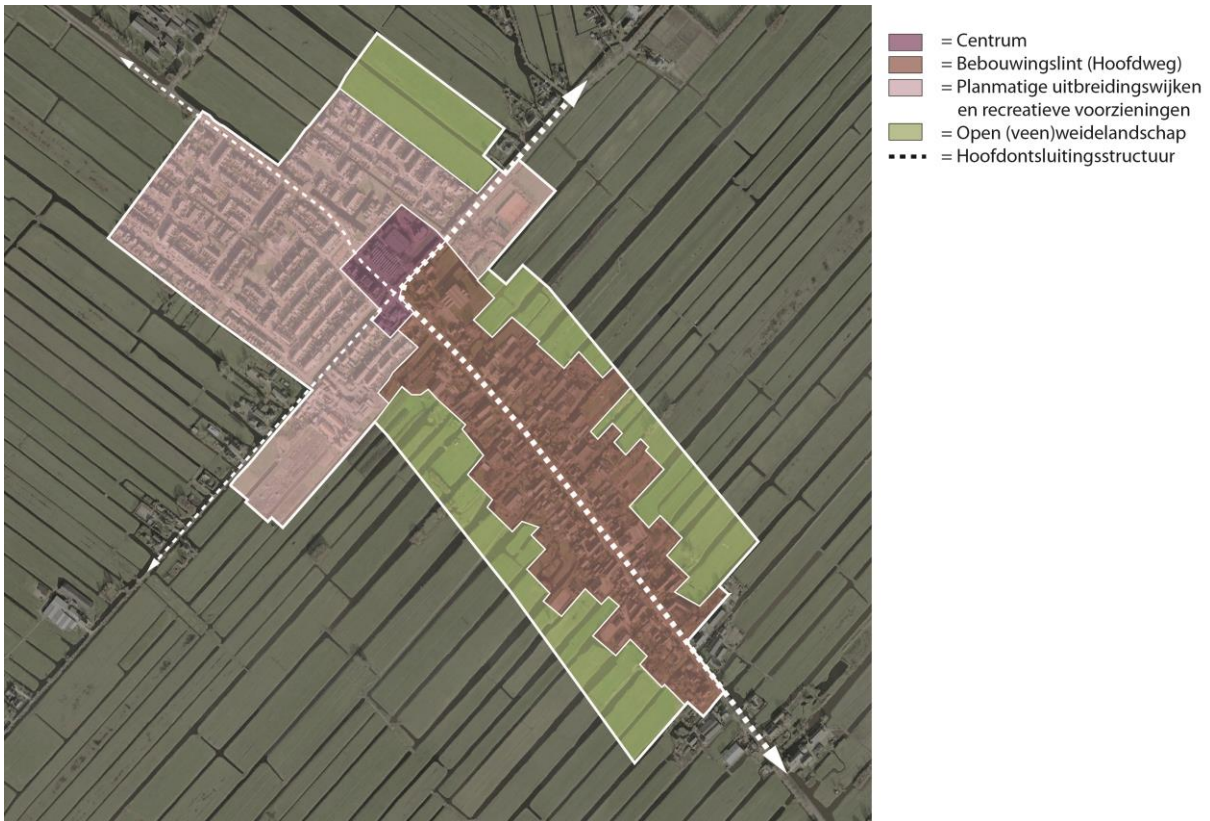 = Centrum
= Bebouwingslint (Hoofdweg)
= Planmatige uitbreidingswijken
en recreatieve voorzieningen
= Open (veen)weidelandschap
= Hoofdontsluitingsstructuur